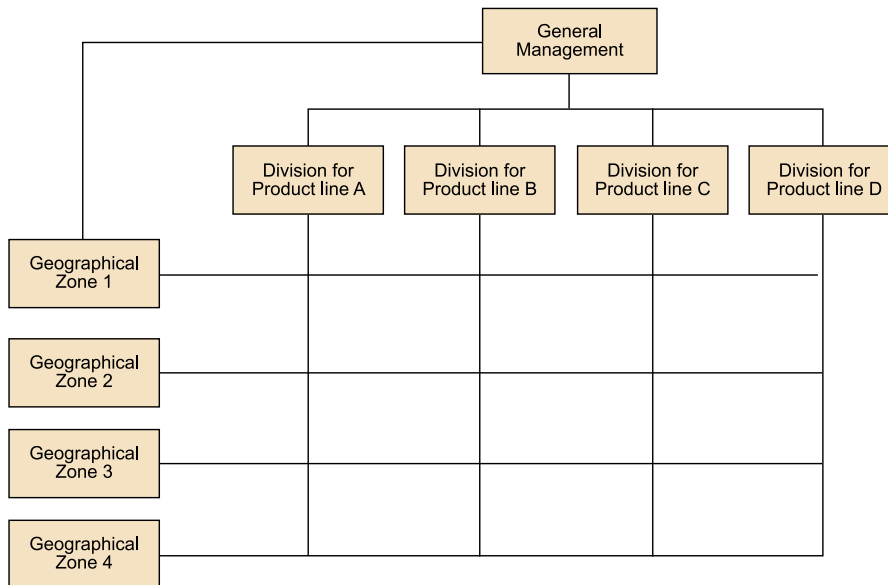 General
Management
Division for
Product line A
Division for
Product line B
Division for
Product line C
Division for
Product line D
Geographical
Zone 1
Geographical
Zone 2
Geographical
Zone 3
Geographical
Zone 4